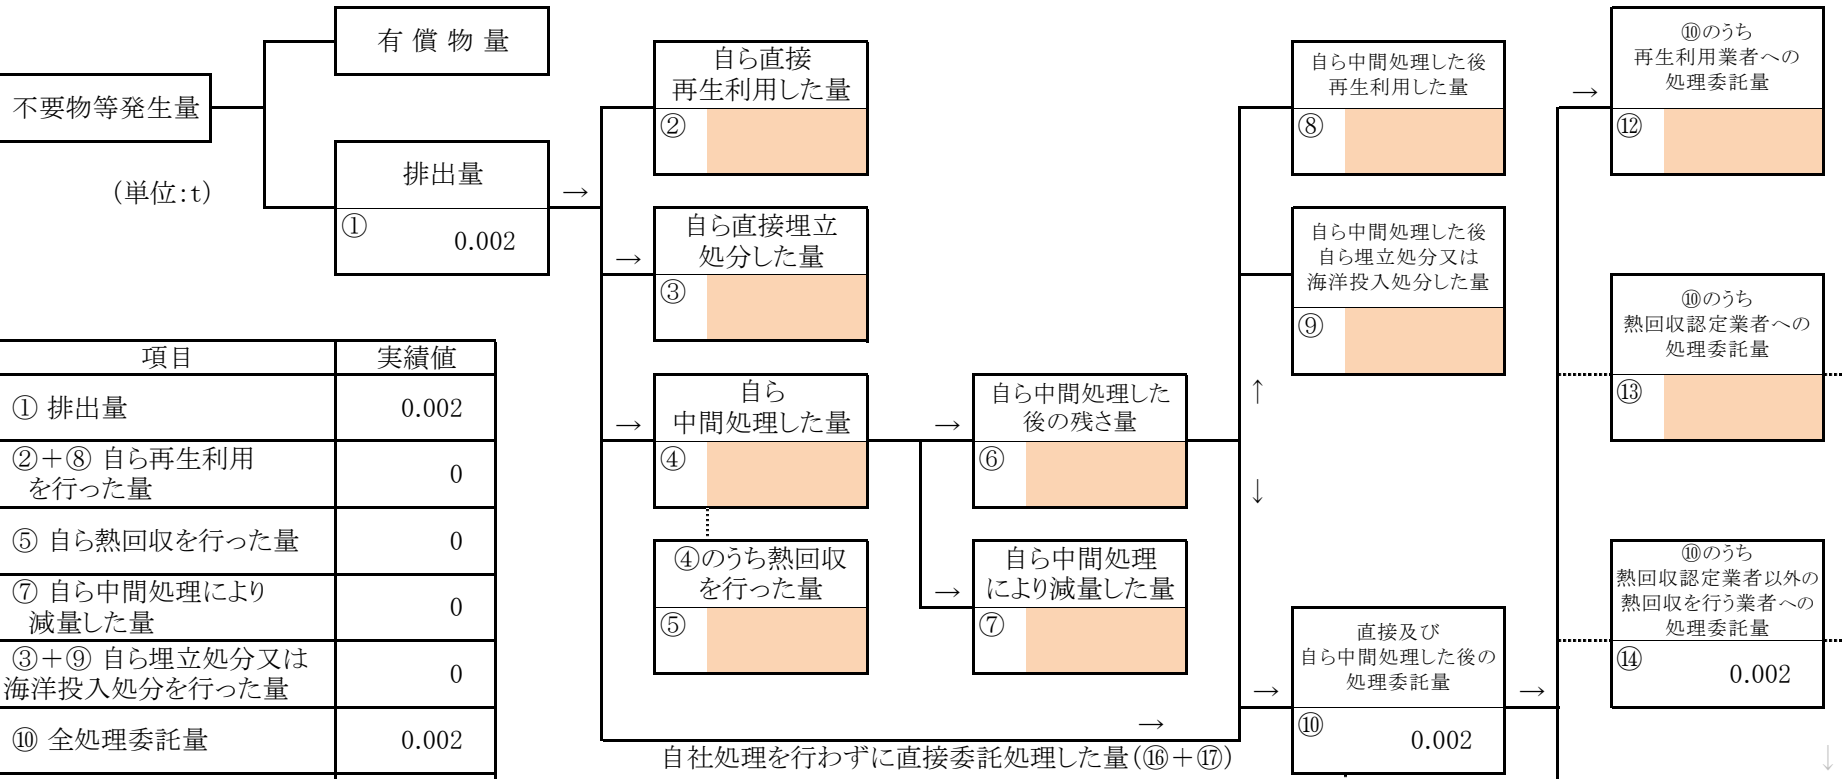 不要物等発生量
(単位:t)
有償物量
排出量
①
0.002
→
自ら直接
再生利用した量
②
→
自ら直接埋立
処分した量
③
→
自ら
中間処理した量
④
④のうち熱回収
を行った量
⑤
→
自ら中間処理した
後の残さ量
⑥
→
自ら中間処理
により減量した量
⑦
→
自社処理を行わずに直接委託処理した量(⑯+⑰)
自ら中間処理した後
再生利用した量
⑧
自ら中間処理した後
自ら埋立処分又は
海洋投入処分した量
⑨
↑
↓
→
直接及び
自ら中間処理した後の
処理委託量
⑩
0.002
→
→
⑩のうち
再生利用業者への
処理委託量
⑫
⑩のうち
熱回収認定業者への
処理委託量
⑬
⑩のうち
熱回収認定業者以外の
熱回収を行う業者への
処理委託量
⑭
0.002
↓
項目 実績値
① 排出量 0.002
②+⑧ 自ら再生利用
を行った量 0
⑤ 自ら熱回収を行った量 0
⑦ 自ら中間処理により
減量した量 0
③+⑨ 自ら埋立処分又は
海洋投入処分を行った量 0
⑩ 全処理委託量 0.002